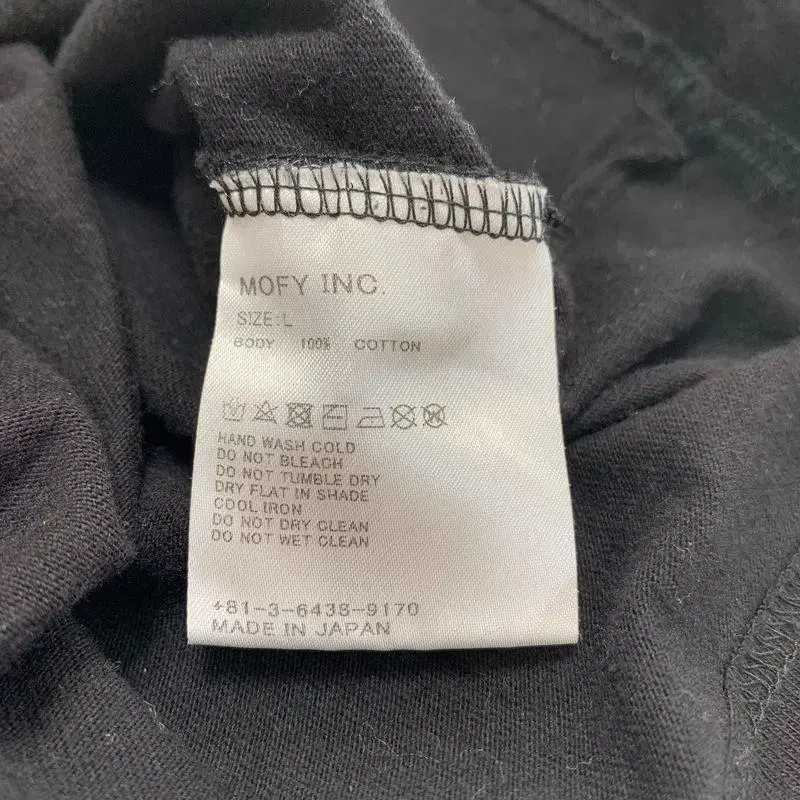 MOFY INC.
SIZE:L
BODY 100% COTTON
HAND WASH COLD
DO NOT BLEACH
DO NOT TUMBLE DRY
DRY FLAT IN SHADE
COOL IRON
DO NOT DRY CLEAN
DO NOT WET CLEAN
+81-3-6438-9170
MADE IN JAPAN